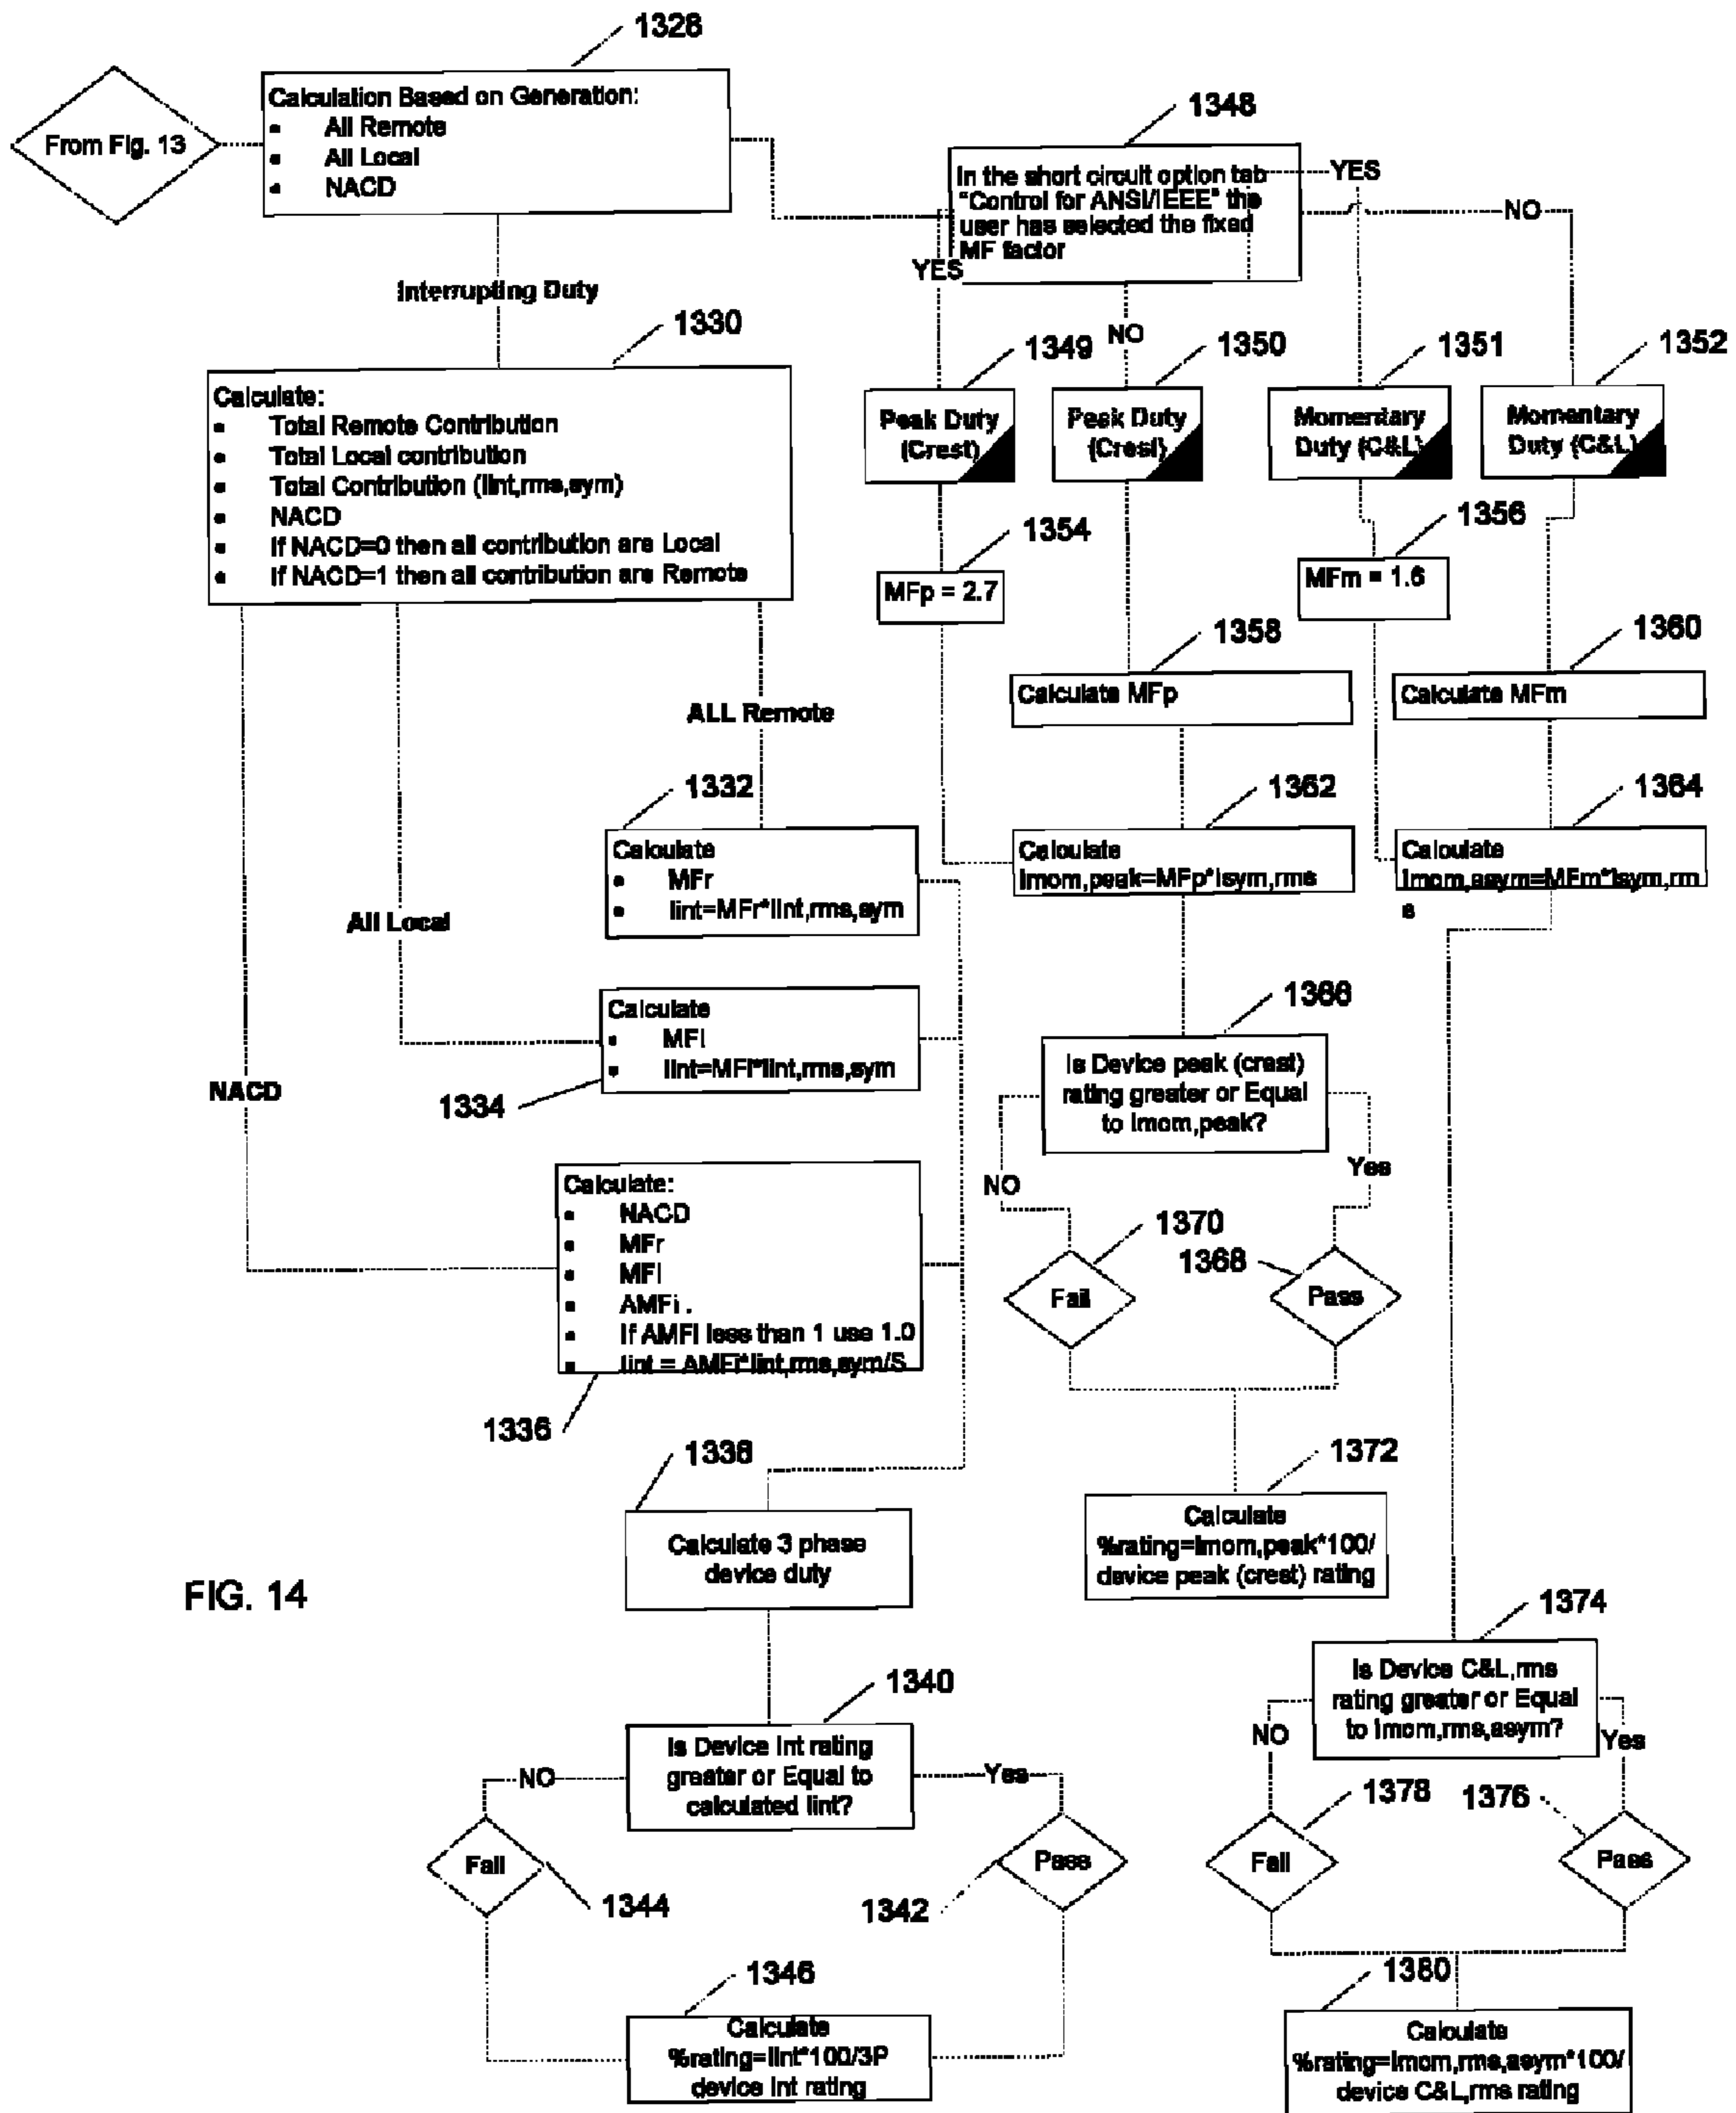 1328
From Fig. 13
Calculation Based on Generation:
▪ All Remote
▪ All Local
▪ NACD
1348
In the short circuit option tab
"Control for ANSI/IEEE" the
user has selected the fixed
MF factor
YES
NO
YES
NO
Interrupting Duty
1330
Calculate:
▪ Total Remote Contribution
▪ Total Local contribution
▪ Total Contribution (Iint,rms,sym)
▪ NACD
▪ If NACD=0 then all contribution are Local
▪ If NACD=1 then all contribution are Remote
1349
Peak Duty
(Crest)
1350
Peak Duty
(Crest)
1351
Momentary
Duty (C&L)
1352
Momentary
Duty (C&L)
1354
MFp = 2.7
1356
MFm = 1.6
1358
Calculate MFp
1360
Calculate MFm
ALL Remote
All Local
NACD
1332
Calculate
▪ MFr
▪ Iint=MFr*Iint,rms,sym
1362
Calculate
Imom,peak=MFp*Isym,rms
1364
Calculate
Imom,asym=MFm*Isym,rm
s
1334
Calculate
▪ MFl
▪ Iint=MFl*Iint,rms,sym
1366
Is Device peak (crest)
rating greater or Equal
to Imom,peak?
NO
Yes
1336
Calculate:
▪ NACD
▪ MFr
▪ MFl
▪ AMFi .
▪ If AMFi less than 1 use 1.0
▪ Iint = AMFi*Iint,rms,sym/S
1370
Fail
1368
Pass
1338
Calculate 3 phase
device duty
1372
Calculate
%rating=Imom,peak*100/
device peak (crest) rating
FIG. 14
1340
Is Device Int rating
greater or Equal to
calculated Iint?
NO
Yes
1374
Is Device C&L,rms
rating greater or Equal
to Imom,rms,asym?
NO
Yes
Fail
1344
Pass
1342
1378
Fail
1376
Pass
1346
Calculate
%rating=Iint*100/3P
device Int rating
1380
Calculate
%rating=Imom,rms,asym*100/
device C&L,rms rating